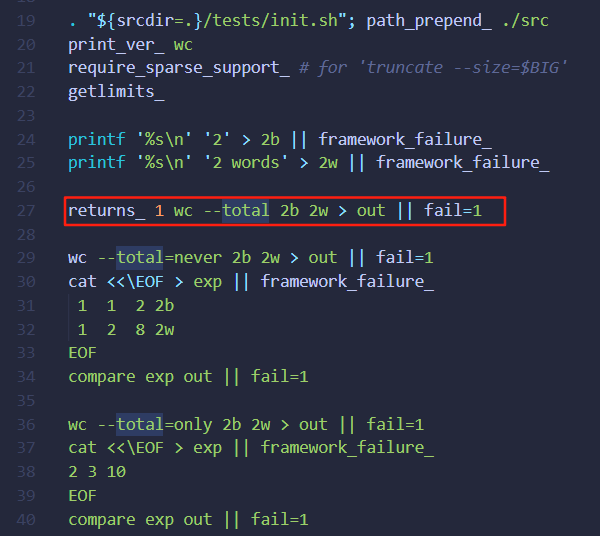 19 . "${srcdir=.}/tests/init.sh"; path_prepend_ ./src
20 print_ver_ wc
21 require_sparse_support_ # for 'truncate --size=$BIG'
22 getlimits_
23
24 printf '%s\n' '2' > 2b || framework_failure_
25 printf '%s\n' '2 words' > 2w || framework_failure_
26
27 returns_ 1 wc --total 2b 2w > out || fail=1
28
29 wc --total=never 2b 2w > out || fail=1
30 cat <<\EOF > exp || framework_failure_
31  1  1  2 2b
32  1  2  8 2w
33 EOF
34 compare exp out || fail=1
35
36 wc --total=only 2b 2w > out || fail=1
37 cat <<\EOF > exp || framework_failure_
38 2 3 10
39 EOF
40 compare exp out || fail=1